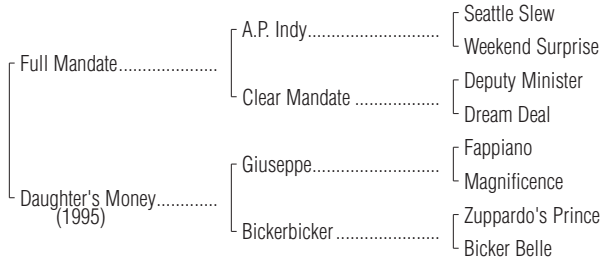 Seattle Slew
A.P. Indy..............................
Weekend Surprise
Full Mandate.......................
Deputy Minister
Clear Mandate ....................
Dream Deal
Fappiano
Giuseppe.............................
Magnificence
Daughter's Money..............
(1995)
Zuppardo's Prince
Bickerbicker ........................
Bicker Belle